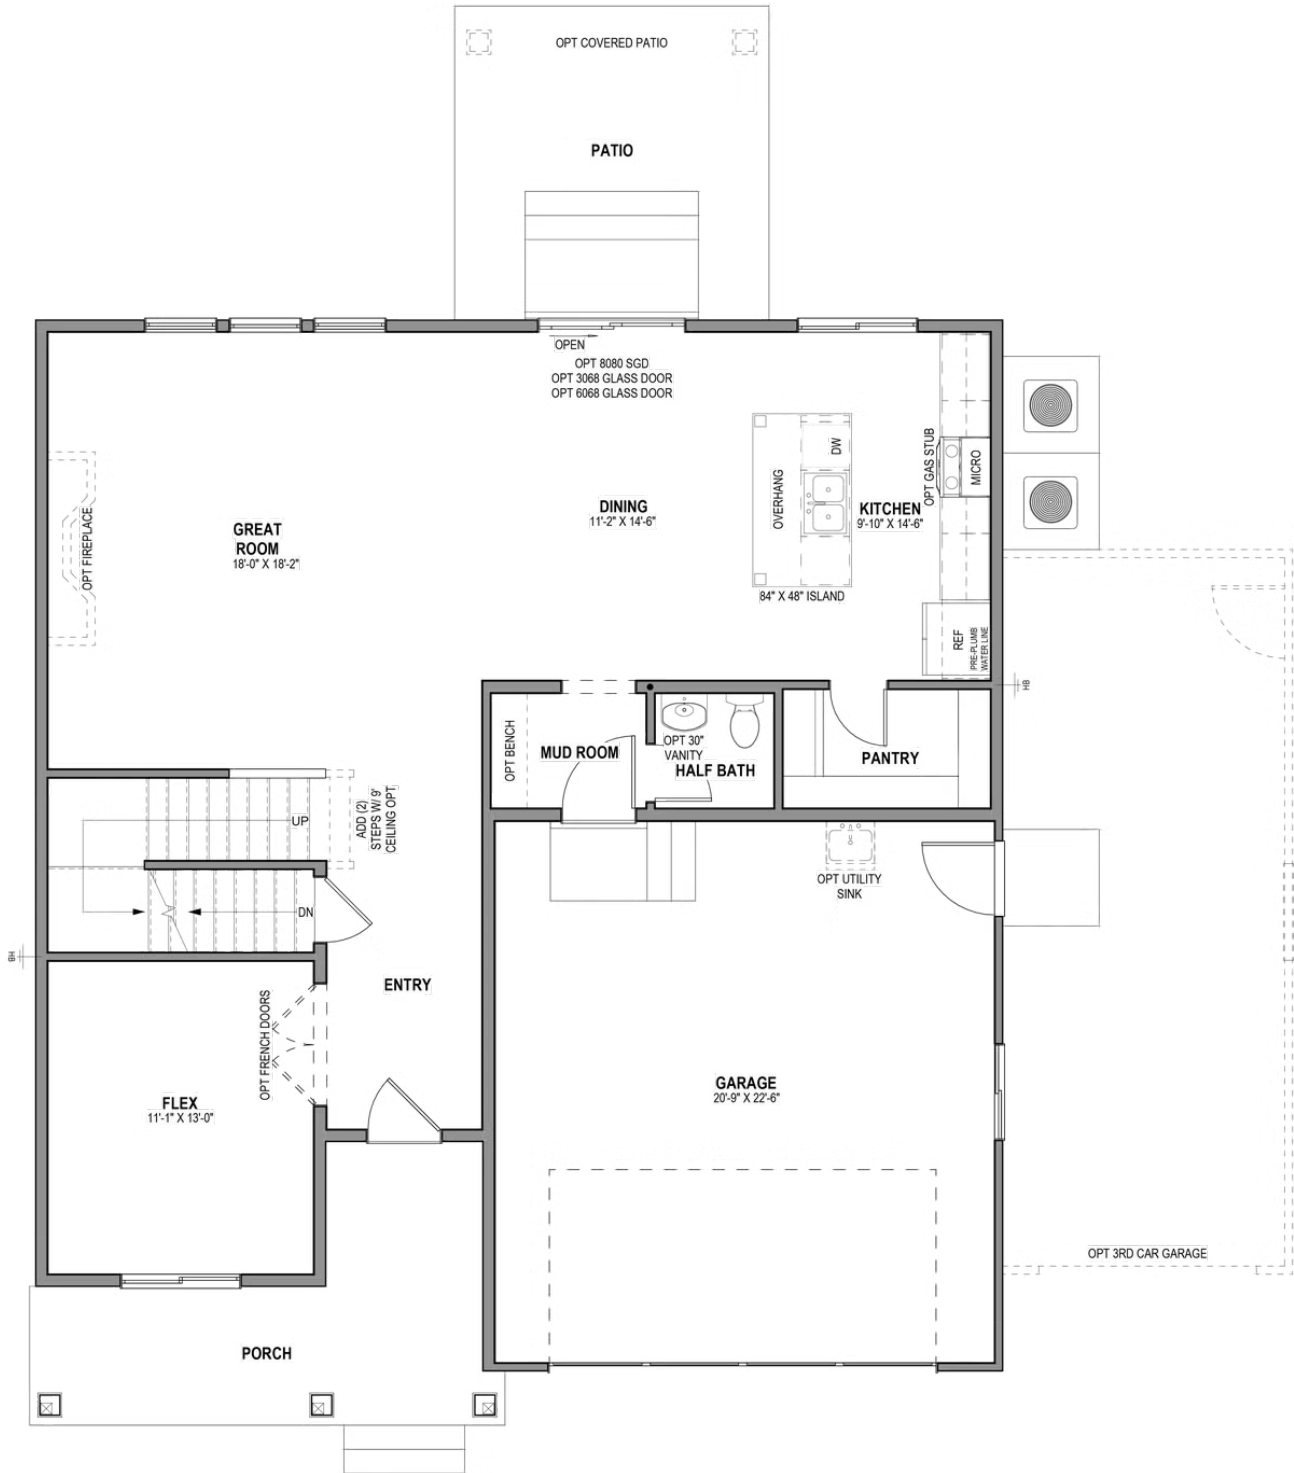 OPT COVERED PATIO
PATIO
OPEN
OPT 8080 SGD
OPT 3068 GLASS DOOR
OPT 6068 GLASS DOOR
OPT FIREPLACE
GREAT
ROOM
18'-0" X 18'-2"
DINING
11'-2" X 14'-6"
OVERHANG
DW
84" X 48" ISLAND
KITCHEN
9'-10" X 14'-6"
OPT GAS STUB
MICRO
REF
PRE-PLUMB
WATER LINE
HB
OPT BENCH
MUD ROOM
OPT 30"
VANITY
HALF BATH
PANTRY
UP
ADD (2)
STEPS W/ 9'
CEILING OPT
DN
HB
ENTRY
OPT FRENCH DOORS
FLEX
11'-1" X 13'-0"
OPT UTILITY
SINK
GARAGE
20'-9" X 22'-6"
OPT 3RD CAR GARAGE
PORCH